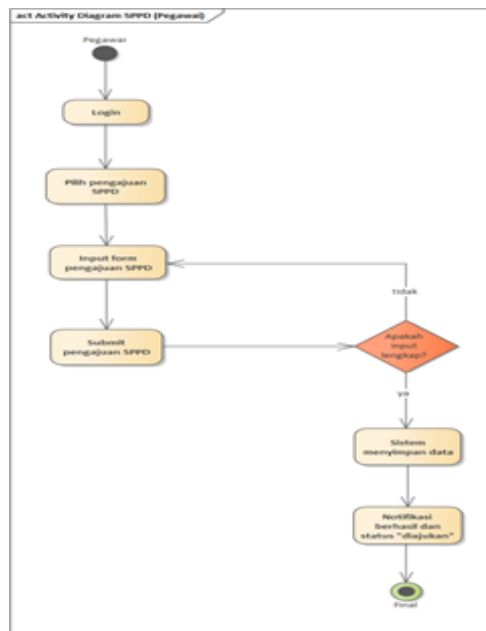 act Activity Diagram SPPD (Pegawai)
Pegawai
Login
Pilih pengajuan
SPPD
Input form
pengajuan SPPD
tidak
Submit
pengajuan SPPD
Apakah
input
lengkap?
ya
Sistem
menyimpan data
Notifikasi
berhasil dan
status "diajukan"
Final